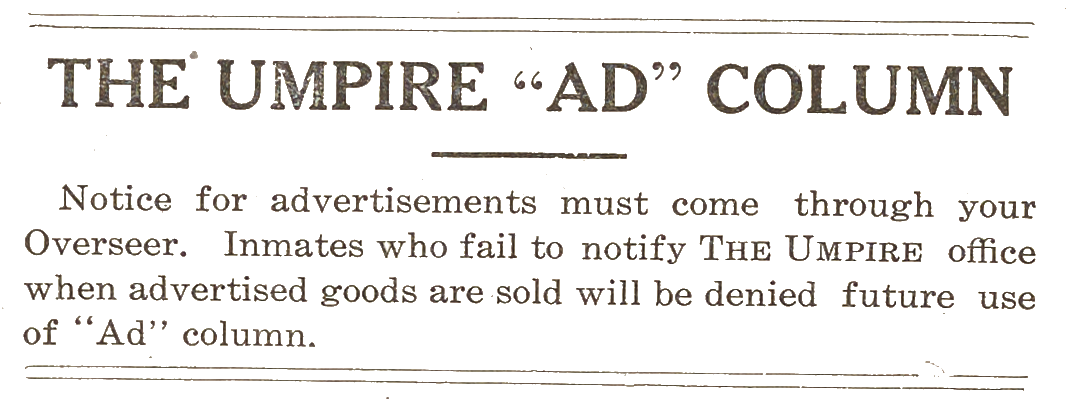 THE UMPIRE “AD” COLUMN
Notice for advertisements must come through your
Overseer. Inmates who fail to notify THE UMPIRE office
when advertised goods are sold will be denied future use
of “Ad” column.